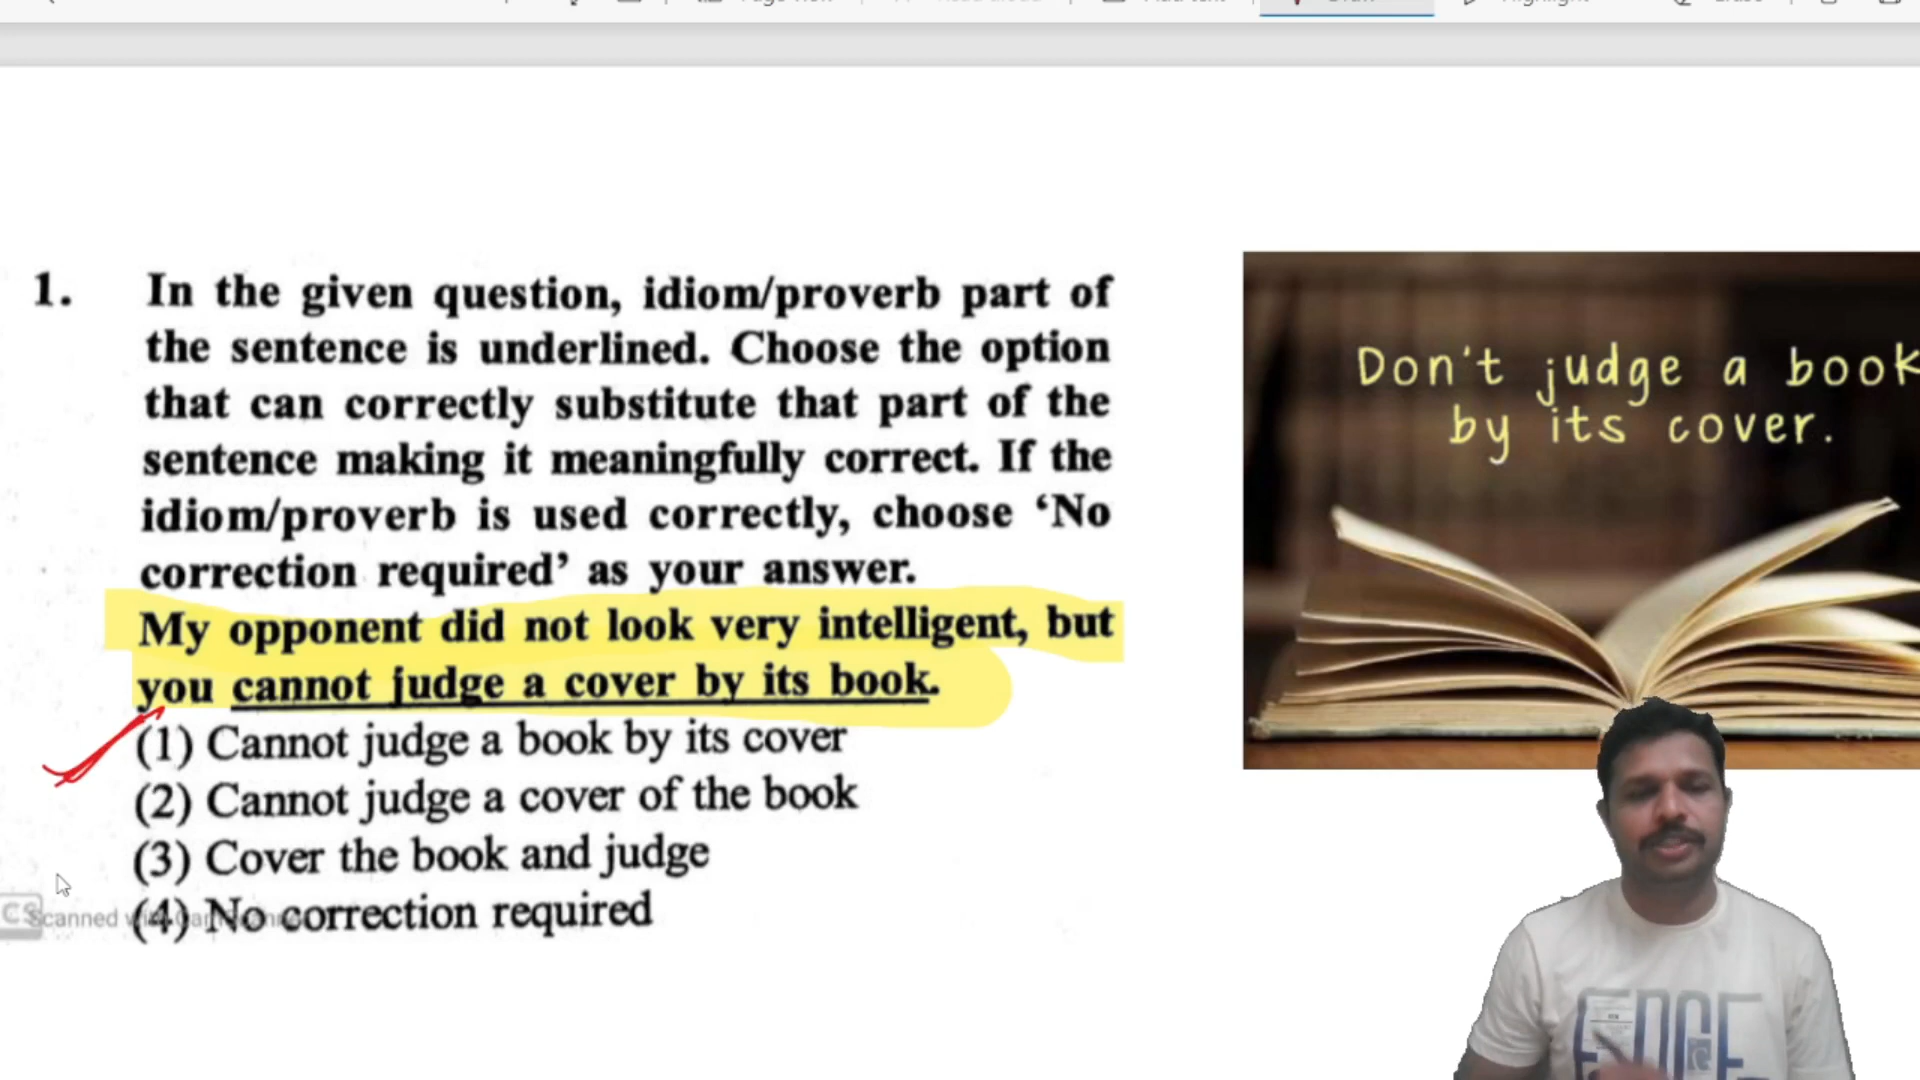 1. In the given question, idiom/proverb part of
the sentence is underlined. Choose the option
that can correctly substitute that part of the
sentence making it meaningfully correct. If the
idiom/proverb is used correctly, choose ‘No
correction required’ as your answer.
My opponent did not look very intelligent, but
you cannot judge a cover by its book.
(1) Cannot judge a book by its cover
(2) Cannot judge a cover of the book
(3) Cover the book and judge
(4) No correction required
CS Scanned
Don't judge a book
by its cover.
EDGE